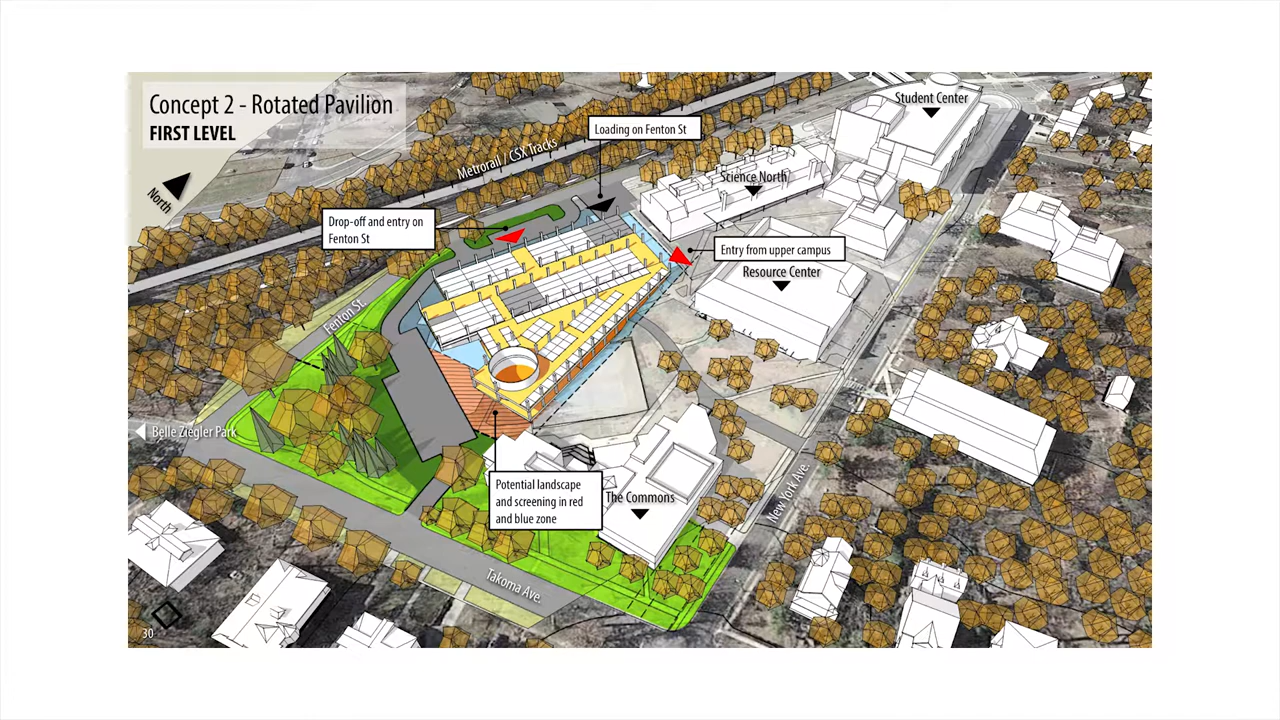 Concept 2 - Rotated Pavilion
FIRST LEVEL
North
Metrorail / CSX Tracks
Loading on Fenton St
Student Center
Science North
Drop-off and entry on
Fenton St
Entry from upper campus
Resource Center
Fenton St.
Belle Ziegler Park
Potential landscape
and screening in red
and blue zone
The Commons
New York Ave.
Takoma Ave.
30